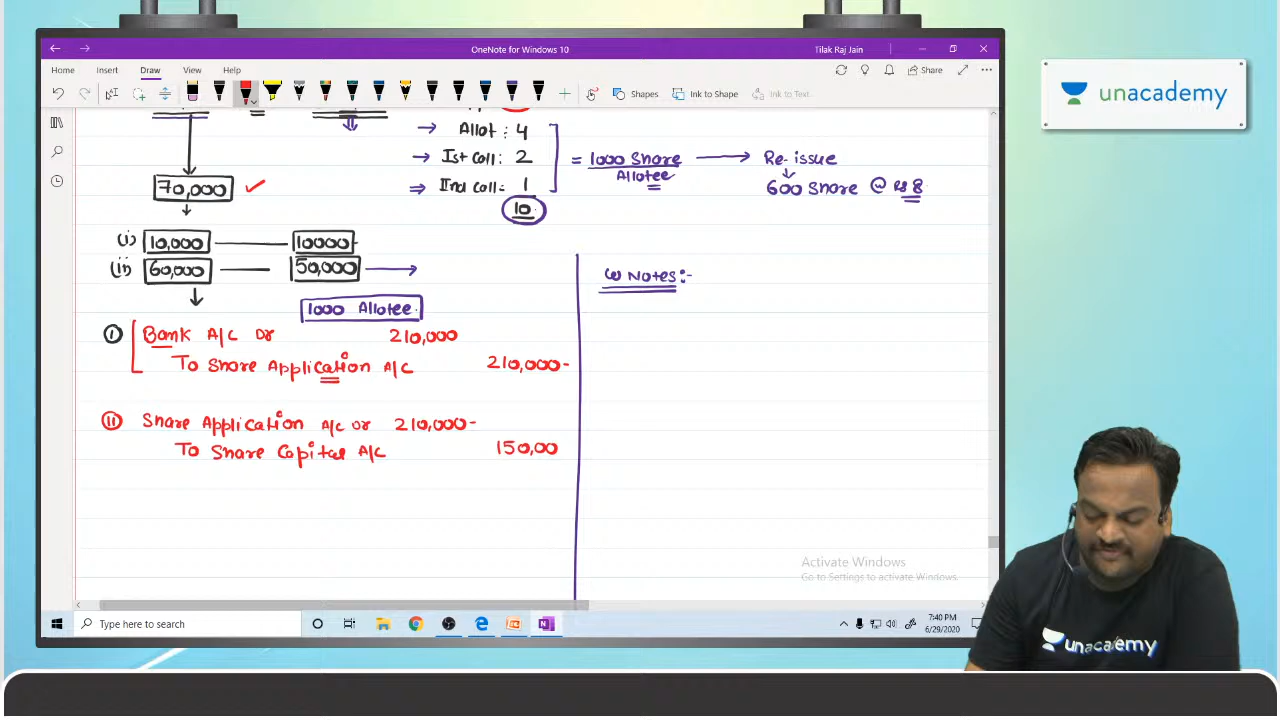 OneNote for Windows 10
Tilak Raj Jain
Home Insert Draw View Help
Share
Shapes
Ink to Shape
Ink to Text
unacademy
→ Allot : 4
→ Ist Call : 2
⇒ IInd Call : 1
10
= 1000 Share
Allotee
→ Re-issue
600 Share @ Rs 8
70,000 ✓
(i) 10,000 — 10000
(ii) 60,000 — 50,000 →
1000 Allotee.
W Notes :-
I Bank A/C Dr 210,000
To Share Application A/C 210,000-
II Share Application A/C Dr 210,000-
To Share Capital A/C 150,00
Activate Windows
Go to Settings to activate Windows.
Type here to search
7:40 PM
6/29/2020
unacademy